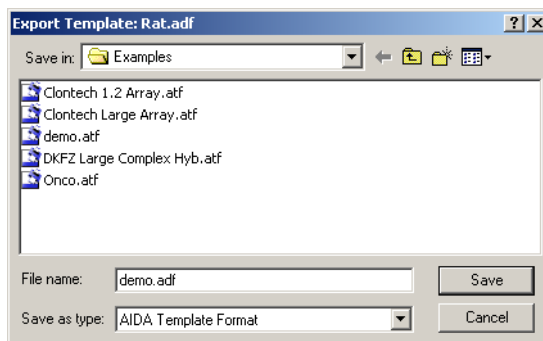 Export Template: Rat.adf
Save in: Examples
Clontech 1.2 Array.atf
Clontech Large Array.atf
demo.atf
DKFZ Large Complex Hyb.atf
Onco.atf
File name: demo.adf Save
Save as type: AIDA Template Format Cancel